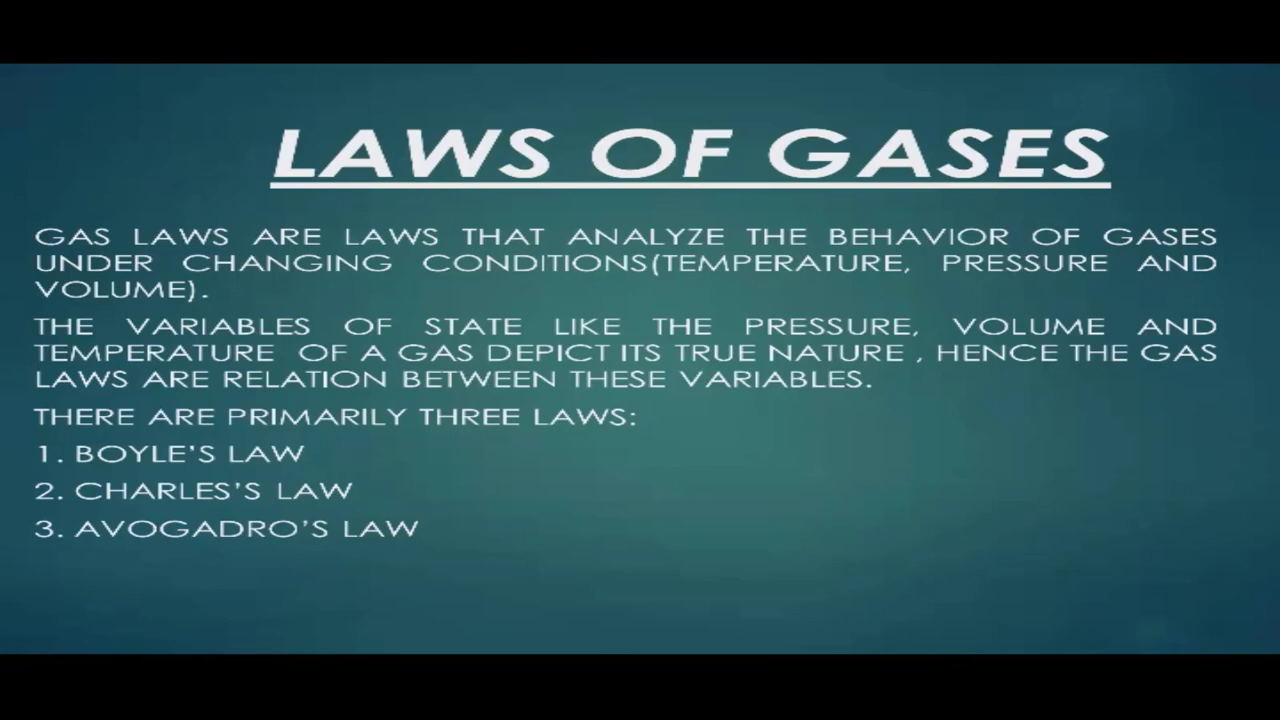 LAWS OF GASES
GAS LAWS ARE LAWS THAT ANALYZE THE BEHAVIOR OF GASES
UNDER CHANGING CONDITIONS(TEMPERATURE, PRESSURE AND
VOLUME).
THE VARIABLES OF STATE LIKE THE PRESSURE, VOLUME AND
TEMPERATURE OF A GAS DEPICT ITS TRUE NATURE , HENCE THE GAS
LAWS ARE RELATION BETWEEN THESE VARIABLES.
THERE ARE PRIMARILY THREE LAWS:
1. BOYLE’S LAW
2. CHARLES’S LAW
3. AVOGADRO’S LAW